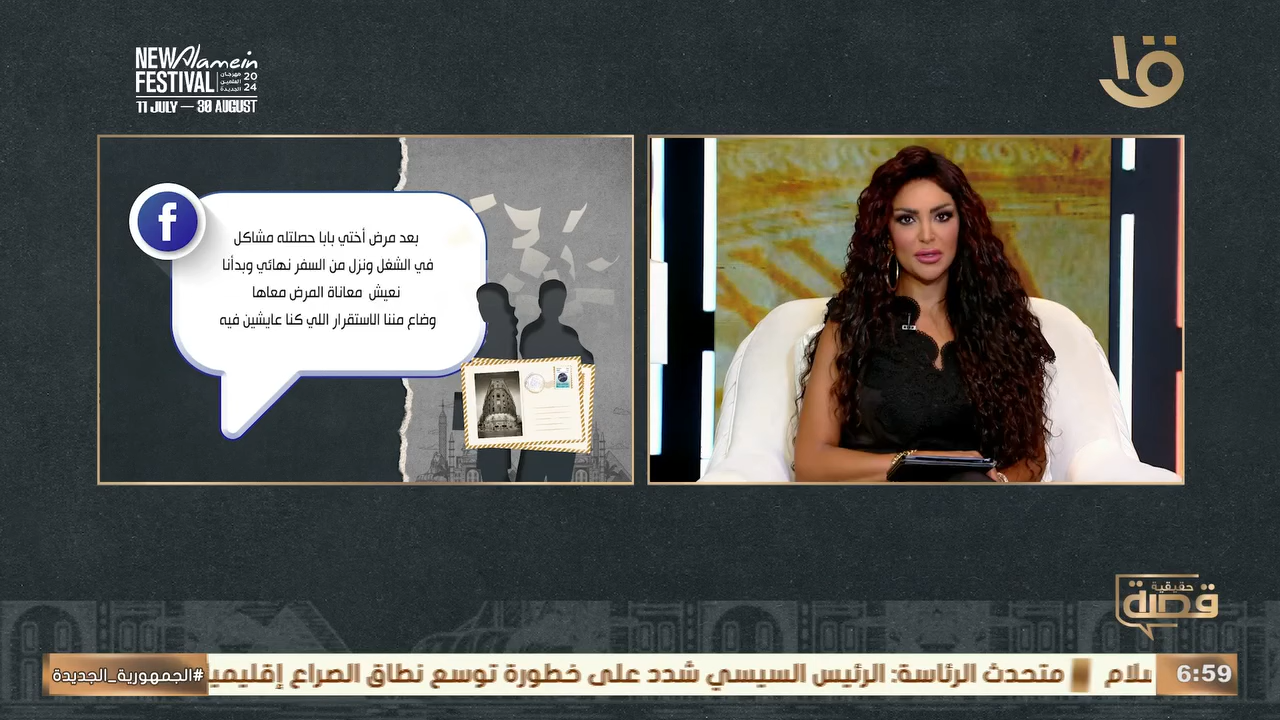 NEW Alamein
FESTIVAL
مهرجان
العلمين
الجديدة
20
24
11 JULY — 30 AUGUST
f
بعد مرض أختي بابا حصلتله مشاكل
في الشغل ونزل من السفر نهائي وبدأنا
نعيش معاناة المرض معاها
وضاع مننا الاستقرار اللي كنا عايشين فيه
قصة
حقيقية
6:59
سلام
متحدث الرئاسة: الرئيس السيسي شدد على خطورة توسع نطاق الصراع إقليميا
#الجمهورية_الجديدة